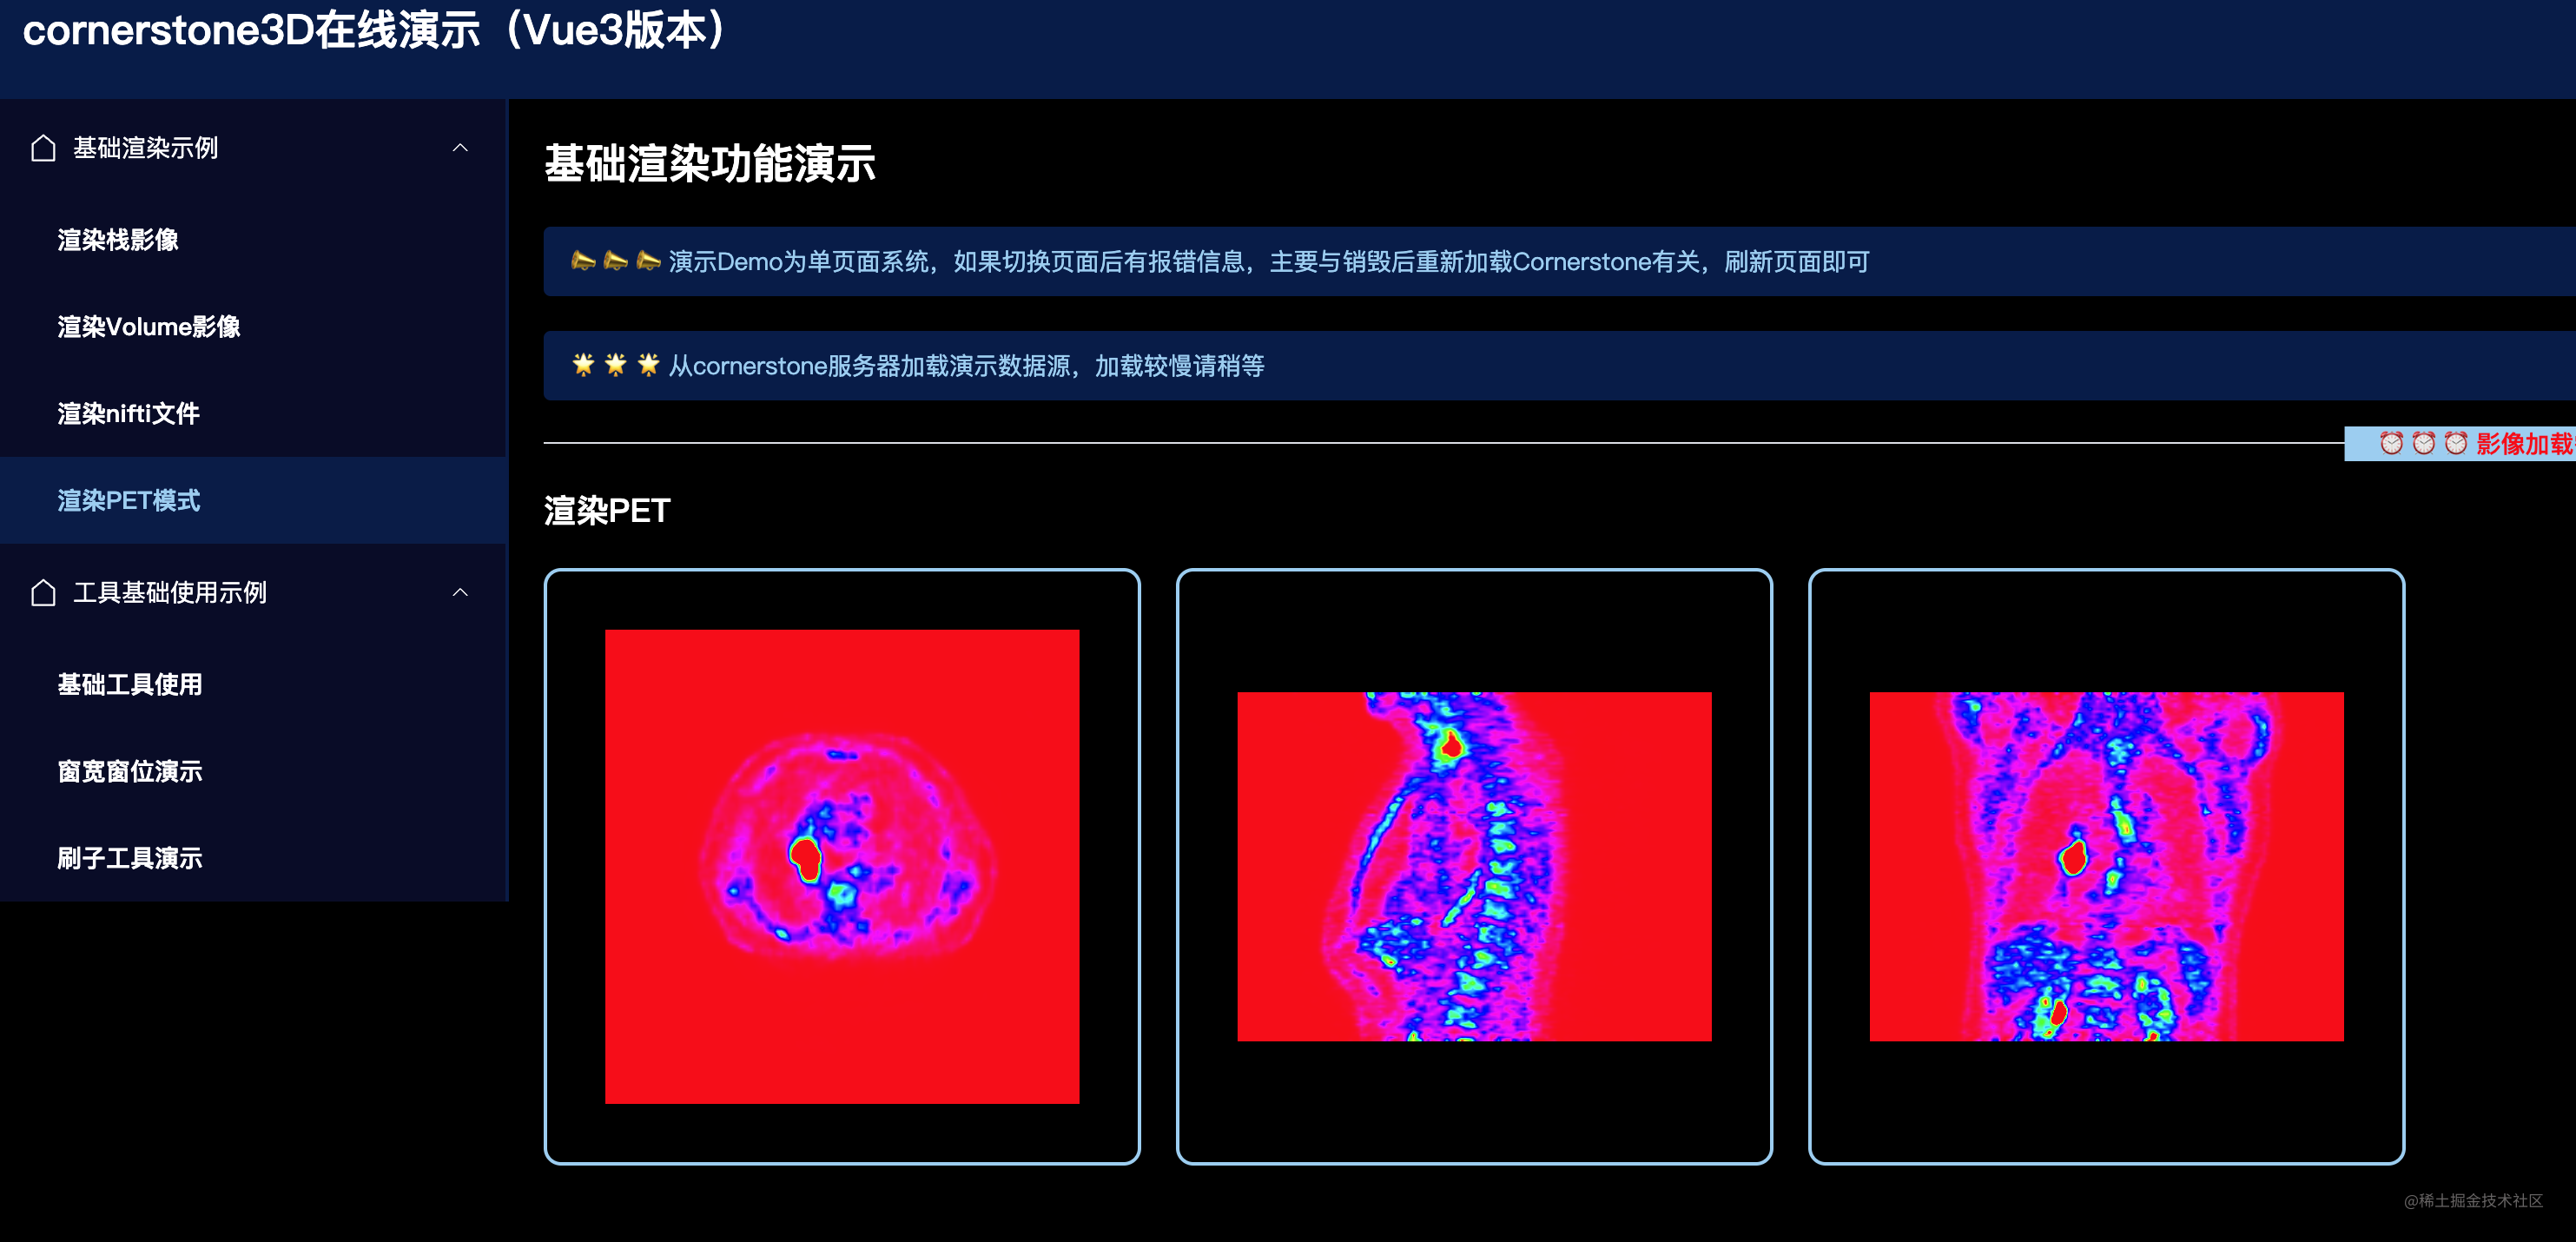 cornerstone3D在线演示（Vue3版本）
基础渲染示例
渲染栈影像
渲染Volume影像
渲染nifti文件
渲染PET模式
工具基础使用示例
基础工具使用
窗宽窗位演示
刷子工具演示
基础渲染功能演示
演示Demo为单页面系统，如果切换页面后有报错信息，主要与销毁后重新加载Cornerstone有关，刷新页面即可
从cornerstone服务器加载演示数据源，加载较慢请稍等
影像加载
渲染PET
@稀土掘金技术社区